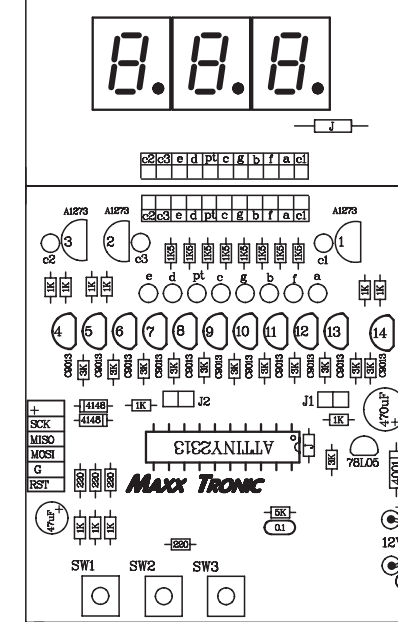 8. 8. 8.
J
c2 c3 e d pt c g b f a c1
c2 c3 e d pt c g b f a c1
A1273 A1273 A1273
3 2 1
1K5 1K5 1K5 1K5 1K5 1K5 1K5 1K5
c2 c3 c1
e d pt c g b f a
1K 1K 1K 1K 1K 1K
4 5 6 7 8 9 10 11 12 13 14
C9013 C9013 C9013 C9013 C9013 C9013 C9013 C9013 C9013 C9013 C9013
3K 3K 3K 3K 3K 3K 3K 3K 3K 3K 3K
J2 J1
4148 1K
4148 1K
470uF
+
SCK
MISO
MOSI
G
RST
ATTINY2313
J
3K
78L05
220 220 220
MAXX TRONIC
47uF
+
1K 1K 1K
5K
0.1
220
12V
SW1 SW2 SW3